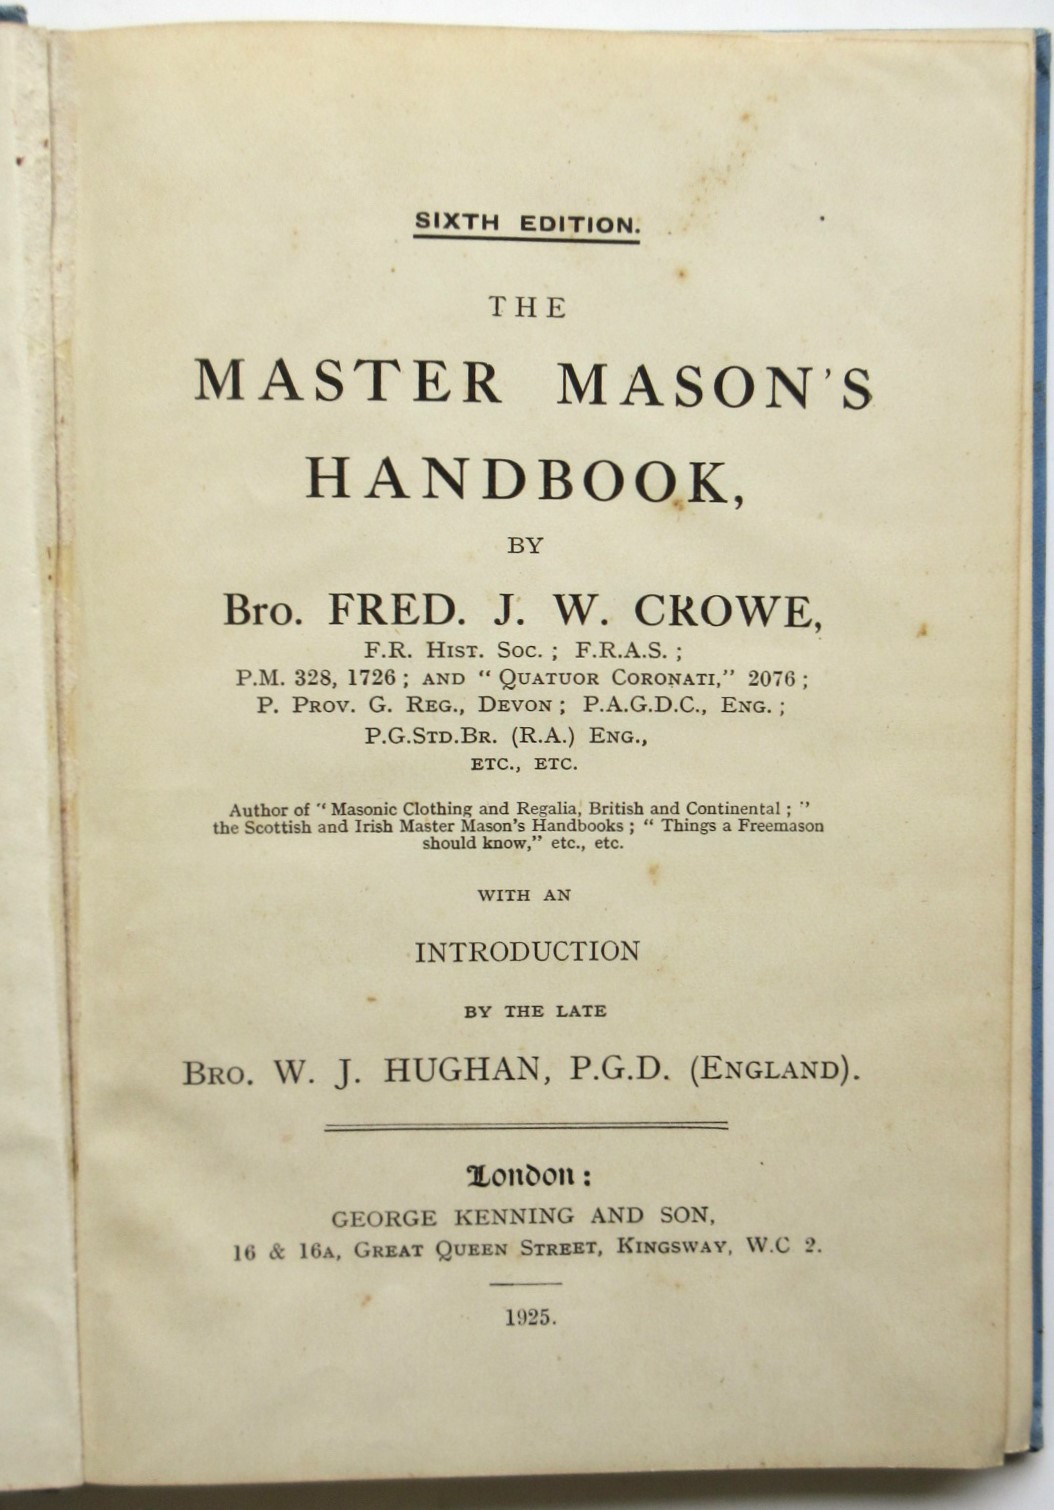 SIXTH EDITION.
THE
MASTER MASON'S
HANDBOOK,
BY
Bro. FRED. J. W. CROWE,
F.R. HIST. SOC. ; F.R.A.S. ;
P.M. 328, 1726 ; AND "QUATUOR CORONATI," 2076 ;
P. PROV. G. REG., DEVON ; P.A.G.D.C., ENG. ;
P.G.STD.BR. (R.A.) ENG.,
ETC., ETC.
Author of "Masonic Clothing and Regalia, British and Continental ; "
the Scottish and Irish Master Mason's Handbooks ; "Things a Freemason
should know," etc., etc.
WITH AN
INTRODUCTION
BY THE LATE
BRO. W. J. HUGHAN, P.G.D. (ENGLAND).
London :
GEORGE KENNING AND SON,
16 & 16A, GREAT QUEEN STREET, KINGSWAY, W.C 2.
1925.